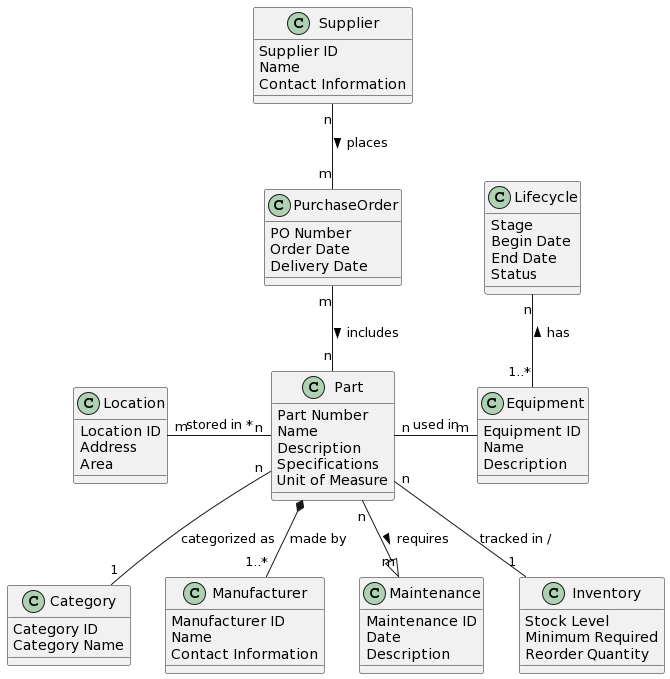 C Supplier
Supplier ID
Name
Contact Information
n
places
m
C PurchaseOrder
PO Number
Order Date
Delivery Date
m
includes
n
C Lifecycle
Stage
Begin Date
End Date
Status
n
has
1..*
C Location
Location ID
Address
Area
m stored in * n
C Part
Part Number
Name
Description
Specifications
Unit of Measure
n used in m
C Equipment
Equipment ID
Name
Description
n
categorized as
1
made by
1..*
n
requires
m
n
tracked in /
1
C Category
Category ID
Category Name
C Manufacturer
Manufacturer ID
Name
Contact Information
C Maintenance
Maintenance ID
Date
Description
C Inventory
Stock Level
Minimum Required
Reorder Quantity